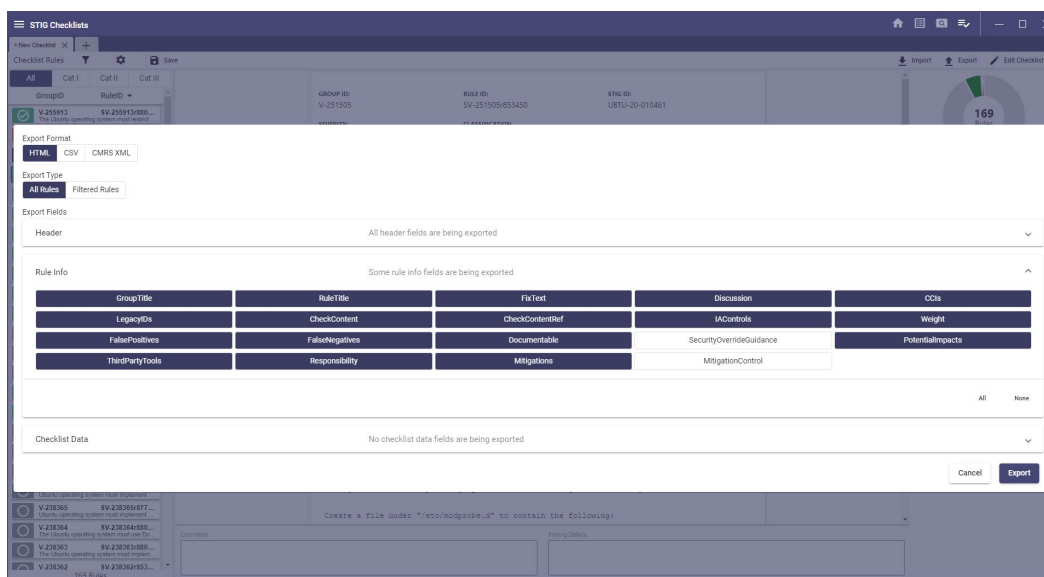 STIG Checklists
* New Checklist
Checklist Rules
Save
Import
Export
Edit Checklist
All
Cat I
Cat II
Cat III
GroupID
RuleID
V-255913
SV-255913r880...
The Ubuntu operating system must restrict
GROUP ID:
RULE ID:
STIG ID:
V-251505
SV-251505r853450
UBTU-20-010461
SEVERITY:
CLASSIFICATION
169
Rules
Export Format
HTML
CSV
CMRS XML
Export Type
All Rules
Filtered Rules
Export Fields
Header
All header fields are being exported
Rule Info
Some rule info fields are being exported
GroupTitle
RuleTitle
FixText
Discussion
CCIs
LegacyIDs
CheckContent
CheckContentRef
IAControls
Weight
FalsePositives
FalseNegatives
Documentable
SecurityOverrideGuidance
PotentialImpacts
ThirdPartyTools
Responsibility
Mitigations
MitigationControl
All
None
Checklist Data
No checklist data fields are being exported
Cancel
Export
Ubuntu operating system must implement ...
V-238365
SV-238365r877...
Ubuntu operating system must implement ...
V-238364
SV-238364r880...
The Ubuntu operating system must use Do...
V-238363
SV-238363r880...
The Ubuntu operating system must implem...
V-238362
SV-238362r853...
169 Rules
Create a file under "/etc/modprobe.d" to contain the following:
Comments
Finding Details